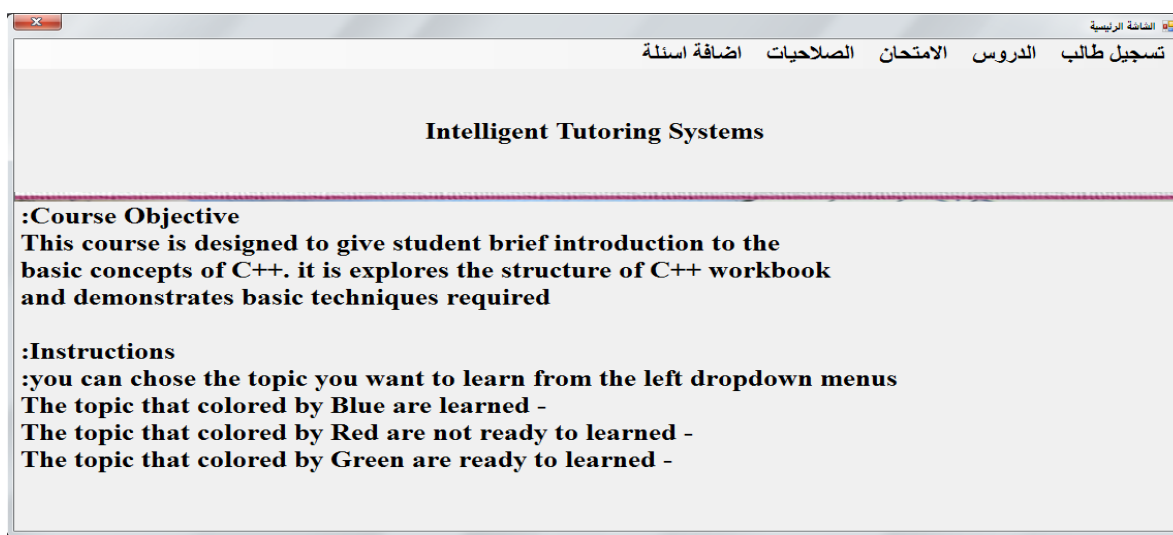 الشاشة الرئيسية
تسجيل طالب الدروس الامتحان الصلاحيات اضافة اسئلة
Intelligent Tutoring Systems
:Course Objective
This course is designed to give student brief introduction to the
basic concepts of C++. it is explores the structure of C++ workbook
and demonstrates basic techniques required
:Instructions
:you can chose the topic you want to learn from the left dropdown menus
The topic that colored by Blue are learned -
The topic that colored by Red are not ready to learned -
The topic that colored by Green are ready to learned -